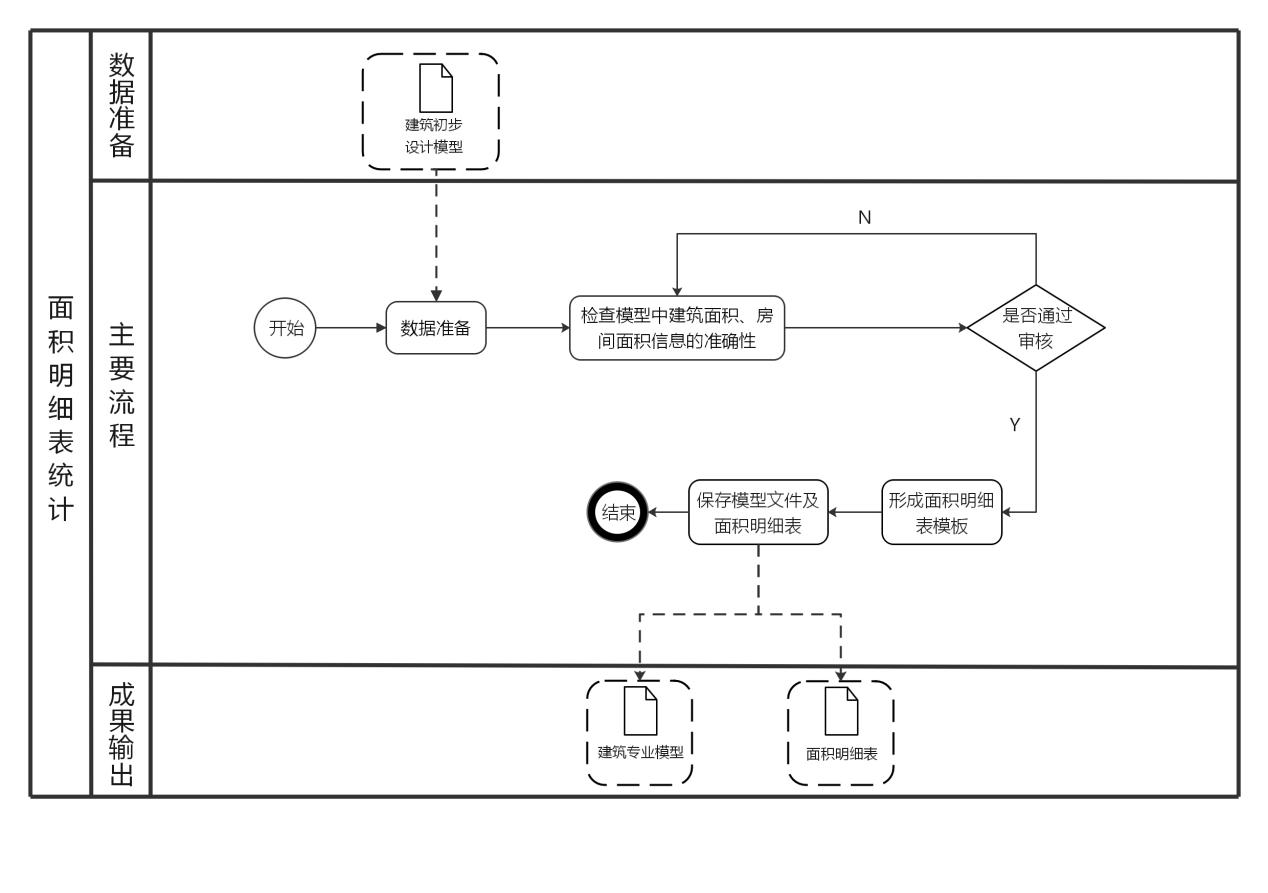 面积明细表统计
数据准备
建筑初步
设计模型
主要流程
N
开始
数据准备
检查模型中建筑面积、房
间面积信息的准确性
是否通过
审核
Y
结束
保存模型文件及
面积明细表
形成面积明细
表模板
成果输出
建筑专业模型
面积明细表